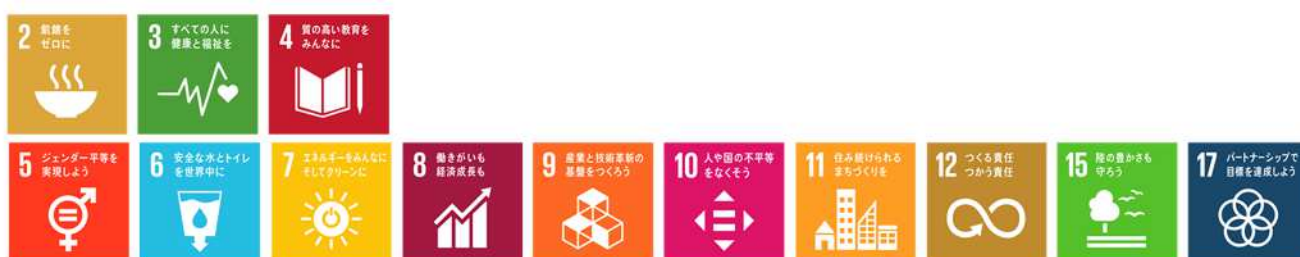 2 飢餓を
ゼロに
3 すべての人に
健康と福祉を
4 質の高い教育を
みんなに
5 ジェンダー平等を
実現しよう
6 安全な水とトイレ
を世界中に
7 エネルギーをみんなに
そしてクリーンに
8 働きがいも
経済成長も
9 産業と技術革新の
基盤をつくろう
10 人や国の不平等
をなくそう
11 住み続けられる
まちづくりを
12 つくる責任
つかう責任
15 陸の豊かさも
守ろう
17 パートナーシップで
目標を達成しよう